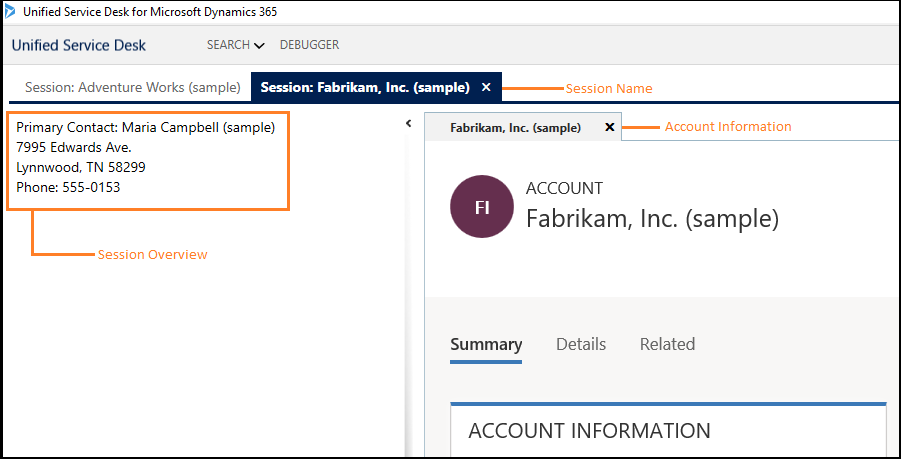 Unified Service Desk for Microsoft Dynamics 365
Unified Service Desk SEARCH DEBUGGER
Session: Adventure Works (sample) Session: Fabrikam, Inc. (sample) Session Name
Primary Contact: Maria Campbell (sample)
7995 Edwards Ave.
Lynnwood, TN 58299
Phone: 555-0153
Session Overview
Fabrikam, Inc. (sample) Account Information
FI
ACCOUNT
Fabrikam, Inc. (sample)
Summary Details Related
ACCOUNT INFORMATION